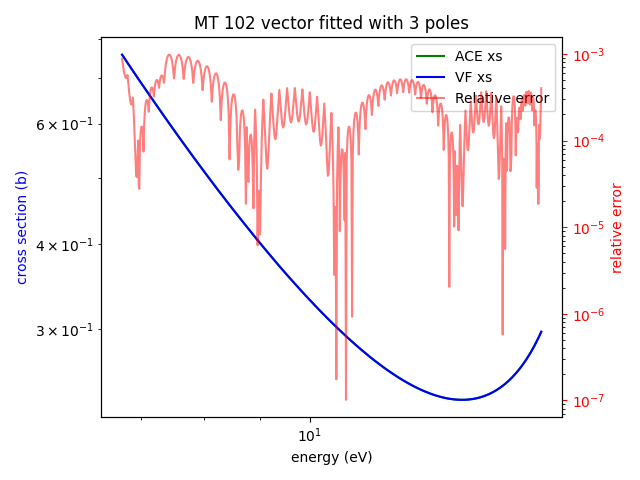 MT 102 vector fitted with 3 poles
ACE xs
VF xs
Relative error
6 × 10⁻¹
4 × 10⁻¹
3 × 10⁻¹
cross section (b)
10⁻³
10⁻⁴
10⁻⁵
10⁻⁶
10⁻⁷
relative error
10¹
energy (eV)